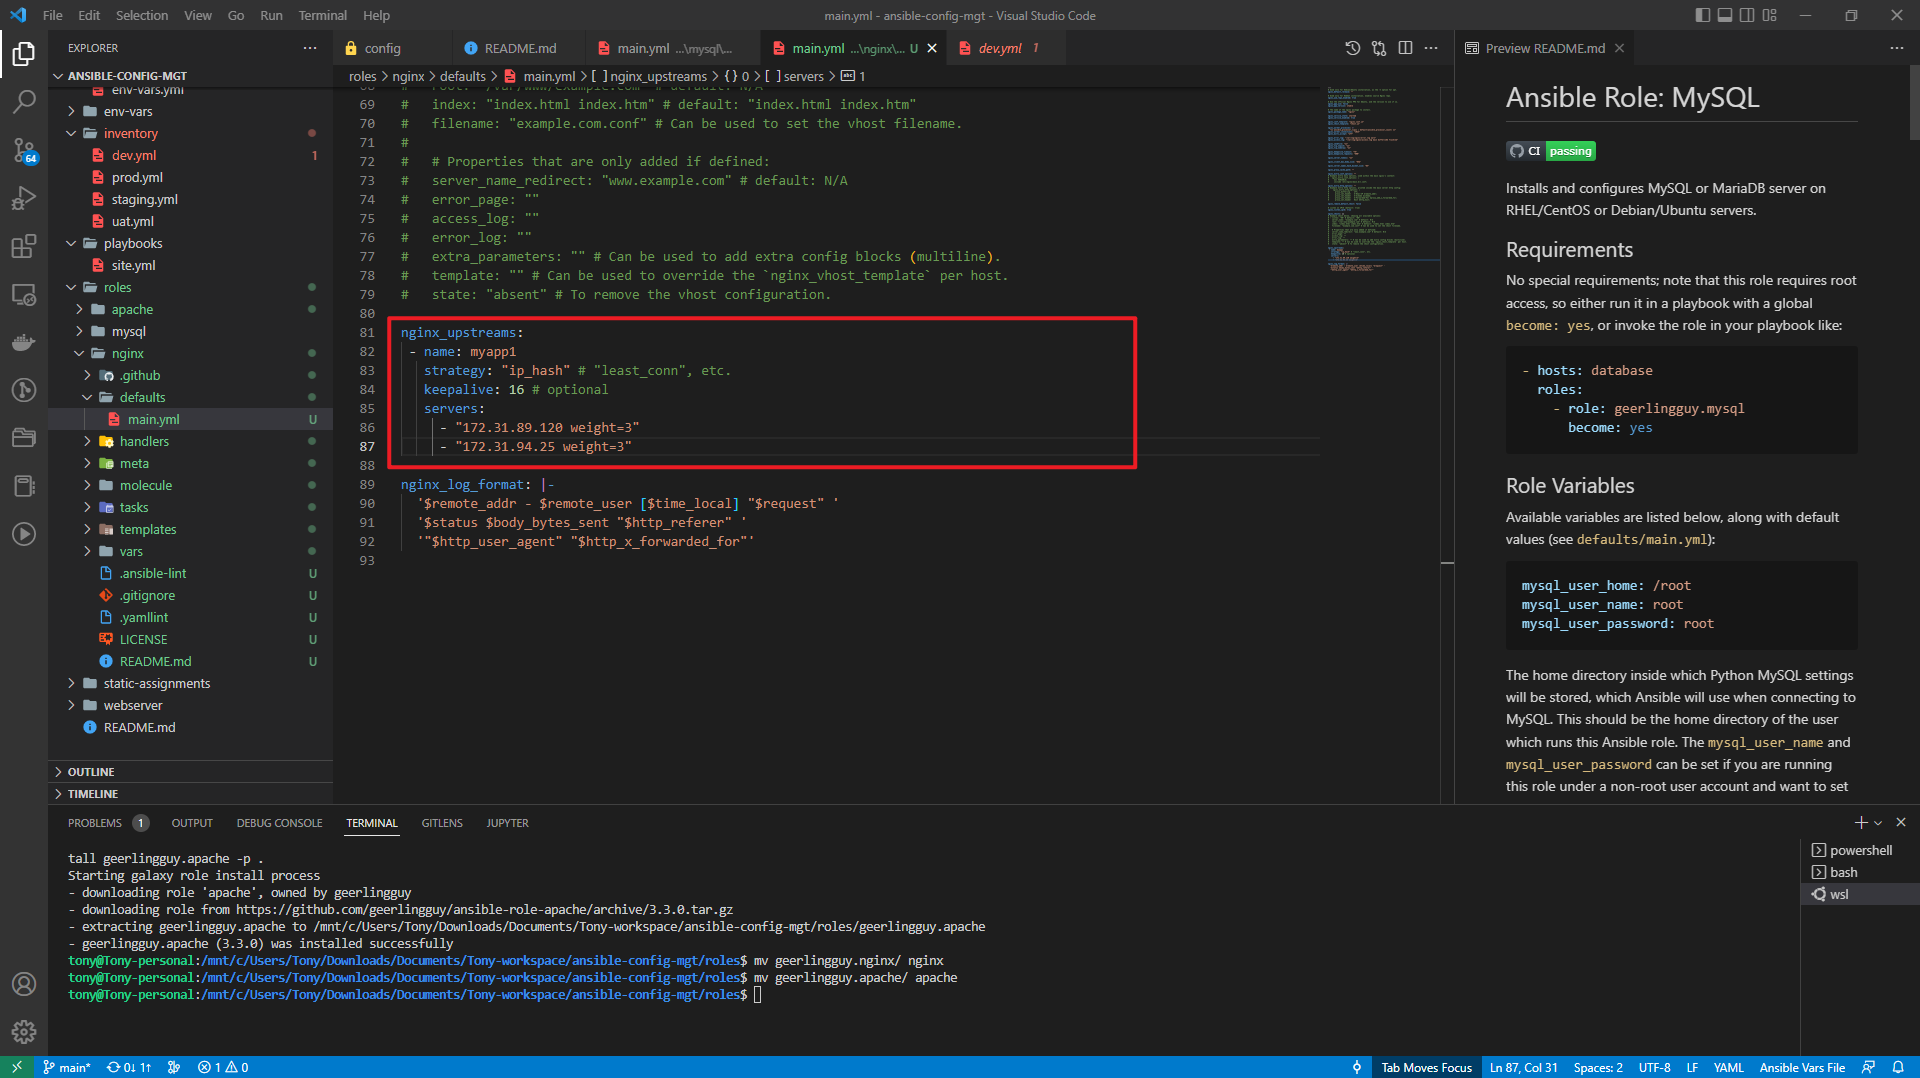 File Edit Selection View Go Run Terminal Help
main.yml - ansible-config-mgt - Visual Studio Code
EXPLORER
ANSIBLE-CONFIG-MGT
env-vars.yml
env-vars
inventory
dev.yml 1
prod.yml
staging.yml
uat.yml
playbooks
site.yml
roles
apache
mysql
nginx
.github
defaults
main.yml U
handlers
meta
molecule
tasks
templates
vars
.ansible-lint U
.gitignore U
.yamllint U
LICENSE U
README.md U
static-assignments
webserver
README.md
OUTLINE
TIMELINE
64
config
README.md
main.yml ...\mysql\...
main.yml ...\nginx\... U
dev.yml 1
roles > nginx > defaults > main.yml > [ ] nginx_upstreams > {} 0 > [ ] servers > abc 1
68 # root: "/var/www/example.com" # default: N/A
69 # index: "index.html index.htm" # default: "index.html index.htm"
70 # filename: "example.com.conf" # Can be used to set the vhost filename.
71 #
72 # # Properties that are only added if defined:
73 # server_name_redirect: "www.example.com" # default: N/A
74 # error_page: ""
75 # access_log: ""
76 # error_log: ""
77 # extra_parameters: "" # Can be used to add extra config blocks (multiline).
78 # template: "" # Can be used to override the `nginx_vhost_template` per host.
79 # state: "absent" # To remove the vhost configuration.
80
81 nginx_upstreams:
82 - name: myapp1
83 strategy: "ip_hash" # "least_conn", etc.
84 keepalive: 16 # optional
85 servers:
86 - "172.31.89.120 weight=3"
87 - "172.31.94.25 weight=3"
88
89 nginx_log_format: |-
90 '$remote_addr - $remote_user [$time_local] "$request" '
91 '$status $body_bytes_sent "$http_referer" '
92 '"$http_user_agent" "$http_x_forwarded_for"'
93
Preview README.md
Ansible Role: MySQL
CI passing
Installs and configures MySQL or MariaDB server on
RHEL/CentOS or Debian/Ubuntu servers.
Requirements
No special requirements; note that this role requires root
access, so either run it in a playbook with a global
become: yes, or invoke the role in your playbook like:
- hosts: database
roles:
- role: geerlingguy.mysql
become: yes
Role Variables
Available variables are listed below, along with default
values (see defaults/main.yml):
mysql_user_home: /root
mysql_user_name: root
mysql_user_password: root
The home directory inside which Python MySQL settings
will be stored, which Ansible will use when connecting to
MySQL. This should be the home directory of the user
which runs this Ansible role. The mysql_user_name and
mysql_user_password can be set if you are running
this role under a non-root user account and want to set
PROBLEMS 1 OUTPUT DEBUG CONSOLE TERMINAL GITLENS JUPYTER
tall geerlingguy.apache -p .
Starting galaxy role install process
- downloading role 'apache', owned by geerlingguy
- downloading role from https://github.com/geerlingguy/ansible-role-apache/archive/3.3.0.tar.gz
- extracting geerlingguy.apache to /mnt/c/Users/Tony/Downloads/Documents/Tony-workspace/ansible-config-mgt/roles/geerlingguy.apache
- geerlingguy.apache (3.3.0) was installed successfully
tony@Tony-personal:/mnt/c/Users/Tony/Downloads/Documents/Tony-workspace/ansible-config-mgt/roles$ mv geerlingguy.nginx/ nginx
tony@Tony-personal:/mnt/c/Users/Tony/Downloads/Documents/Tony-workspace/ansible-config-mgt/roles$ mv geerlingguy.apache/ apache
tony@Tony-personal:/mnt/c/Users/Tony/Downloads/Documents/Tony-workspace/ansible-config-mgt/roles$
powershell
bash
wsl
main* 0↓ 1↑ 1 0
Tab Moves Focus Ln 87, Col 31 Spaces: 2 UTF-8 LF YAML Ansible Vars File